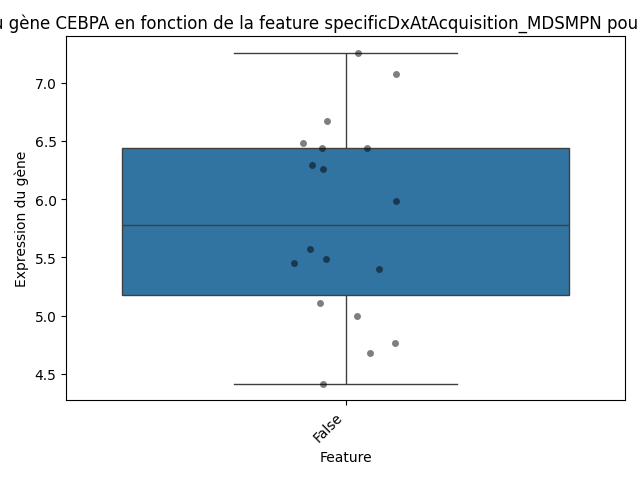 gène CEBPA en fonction de la feature specificDxAtAcquisition_MDSMPN pou
7.0
6.5
6.0
5.5
5.0
4.5
Expression du gène
False
Feature